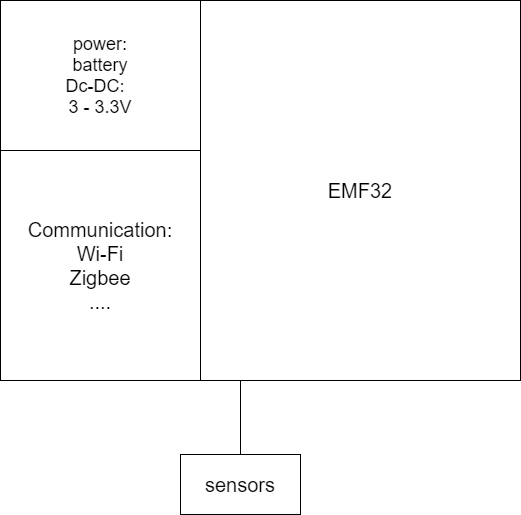 power:
battery
Dc-DC:
3 - 3.3V
Communication:
Wi-Fi
Zigbee
....
EMF32
sensors